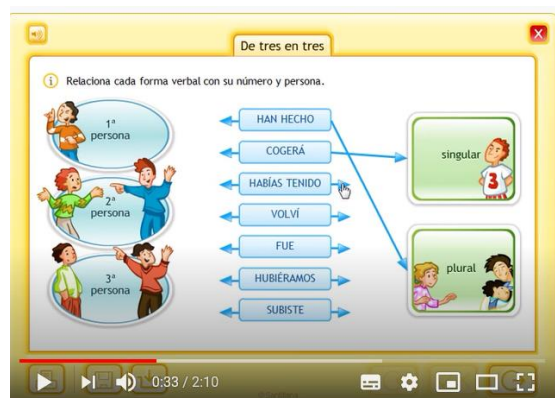 De tres en tres
Relaciona cada forma verbal con su número y persona.
1ª
persona
2ª
persona
3ª
persona
HAN HECHO
COGERÁ
HABÍAS TENIDO
VOLVÍ
FUE
HUBIÉRAMOS
SUBISTE
singular
3
plural
0:33 / 2:10